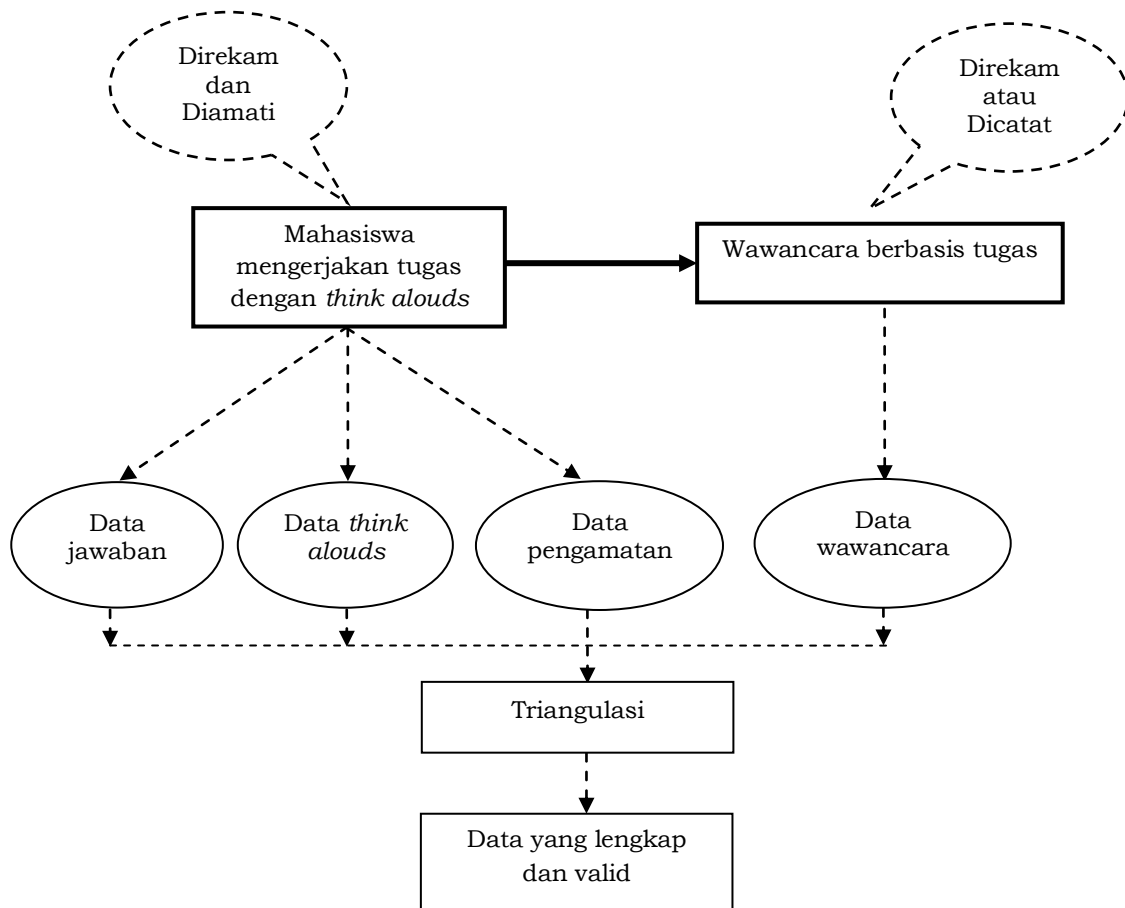 Direkam
dan
Diamati
Direkam
atau
Dicatat
Mahasiswa
mengerjakan tugas
dengan think alouds
Wawancara berbasis tugas
Data
jawaban
Data think
alouds
Data
pengamatan
Data
wawancara
Triangulasi
Data yang lengkap
dan valid